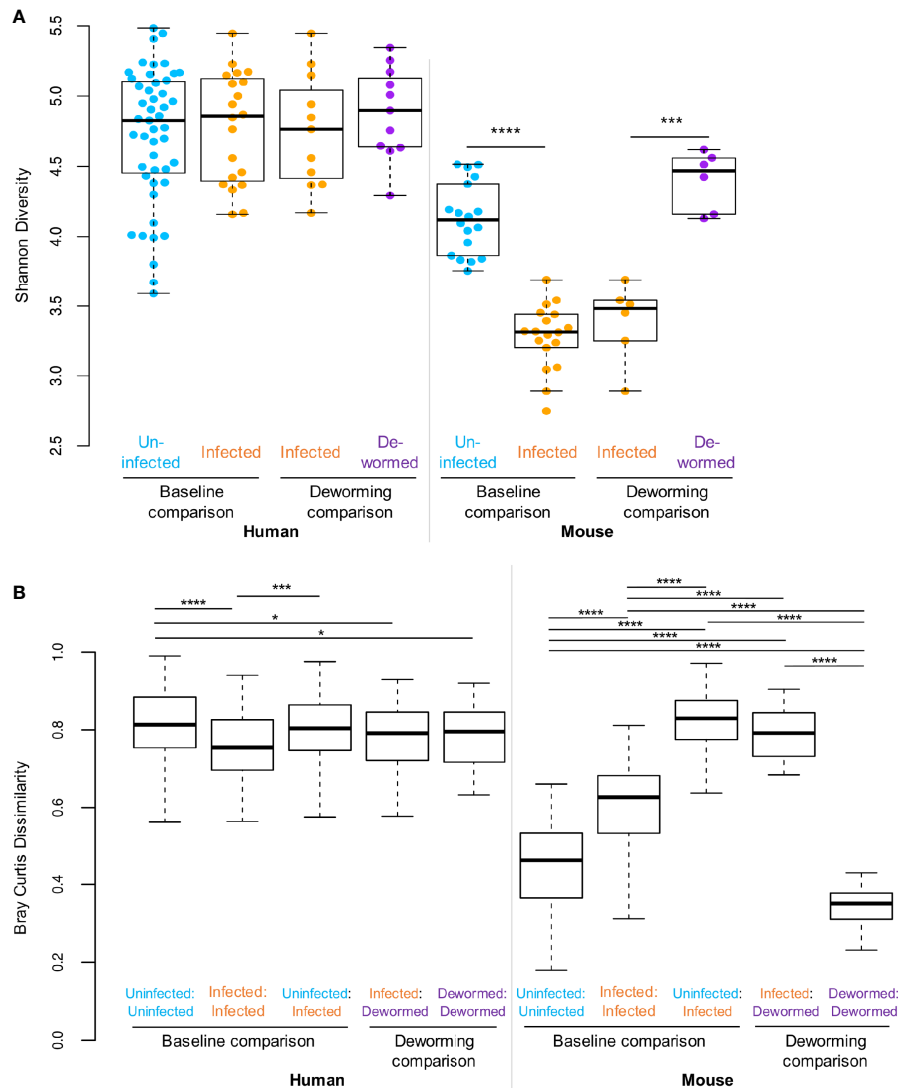 A
Shannon Diversity
5.5
5.0
4.5
4.0
3.5
3.0
2.5
****
***
Un-
infected
Infected
Infected
De-
wormed
Un-
infected
Infected
Infected
De-
wormed
Baseline
comparison
Deworming
comparison
Baseline
comparison
Deworming
comparison
Human
Mouse
B
Bray Curtis Dissimilarity
1.0
0.8
0.6
0.4
0.2
0.0
****
***
*
*
****
****
****
****
****
****
****
****
****
Uninfected:
Uninfected
Infected:
Infected
Uninfected:
Infected
Infected:
Dewormed
Dewormed:
Dewormed
Uninfected:
Uninfected
Infected:
Infected
Uninfected:
Infected
Infected:
Dewormed
Dewormed:
Dewormed
Baseline comparison
Deworming
comparison
Baseline comparison
Deworming
comparison
Human
Mouse